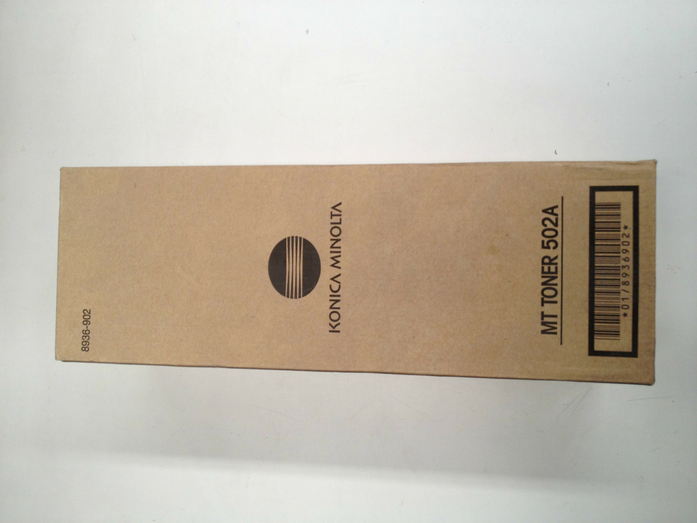 8936-902
KONICA MINOLTA
MT TONER 502A
*01/8936902*